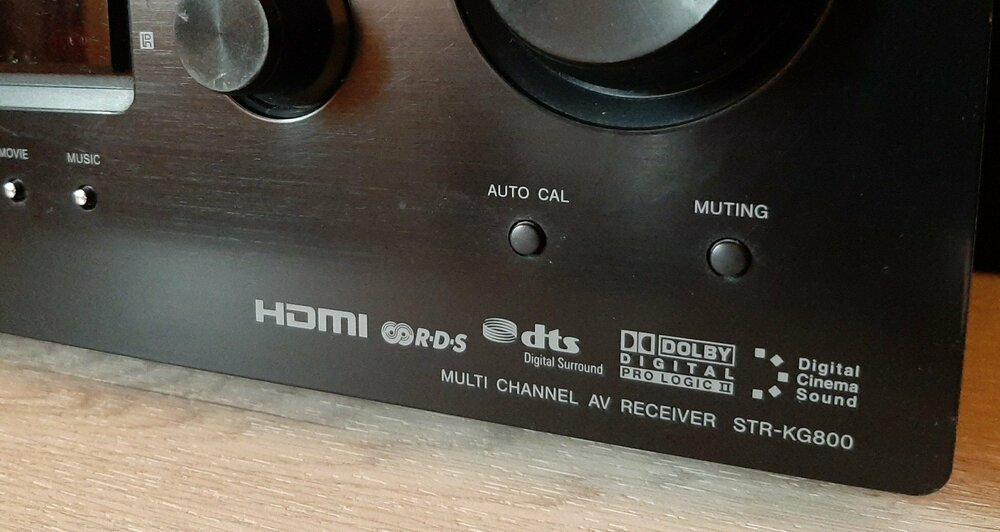 MOVIE
MUSIC
AUTO CAL
MUTING
HDMI
R·D·S
dts
Digital Surround
DOLBY
DIGITAL
PRO LOGIC II
Digital
Cinema
Sound
MULTI CHANNEL AV RECEIVER STR-KG800